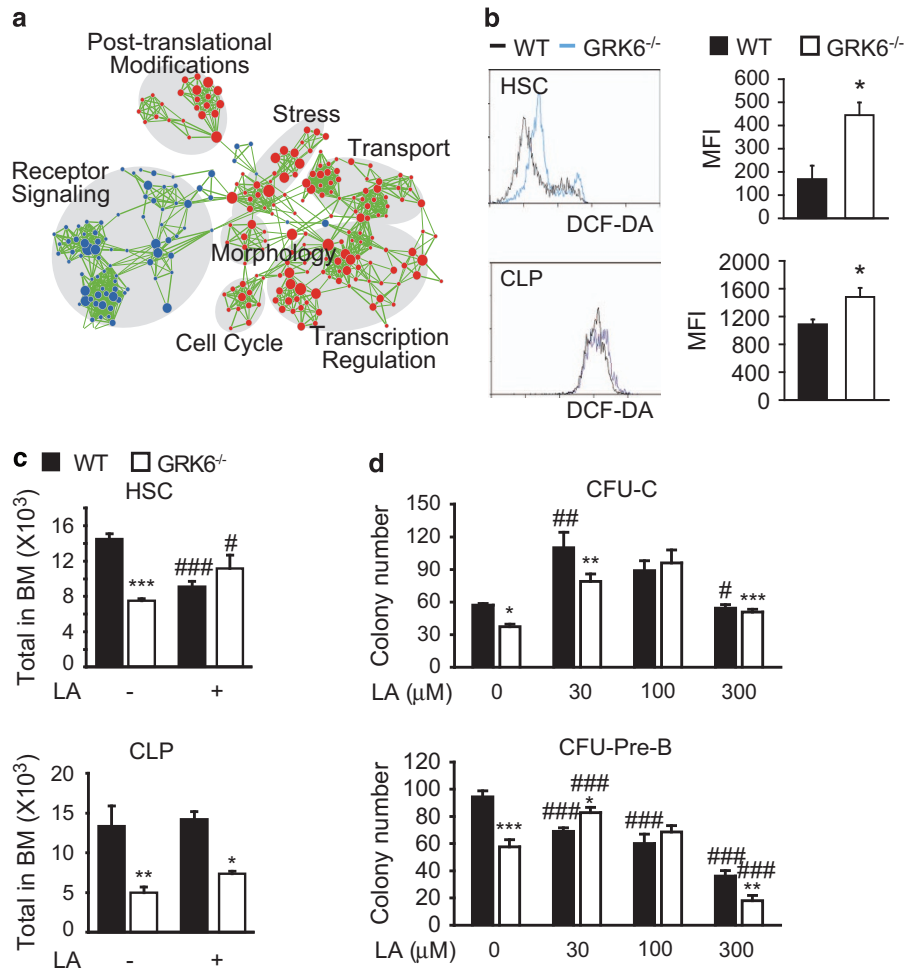 a
Post-translational
Modifications
Stress
Transport
Receptor
Signaling
Morphology
Cell Cycle
Transcription
Regulation
b
WT GRK6-/-
HSC
DCF-DA
CLP
DCF-DA
WT GRK6-/-
MFI
600
400
200
0
*
MFI
2000
1600
1200
800
400
0
*
c
WT GRK6-/-
HSC
Total in BM (X10³)
16
12
8
4
0
***
###
#
LA - +
CLP
Total in BM (X10³)
15
10
5
0
**
*
LA - +
d
CFU-C
Colony number
150
120
90
60
30
0
*
##
**
#
***
LA (µM) 0 30 100 300
CFU-Pre-B
Colony number
120
100
80
60
40
20
0
***
###
###
*
###
###
###
**
LA (µM) 0 30 100 300